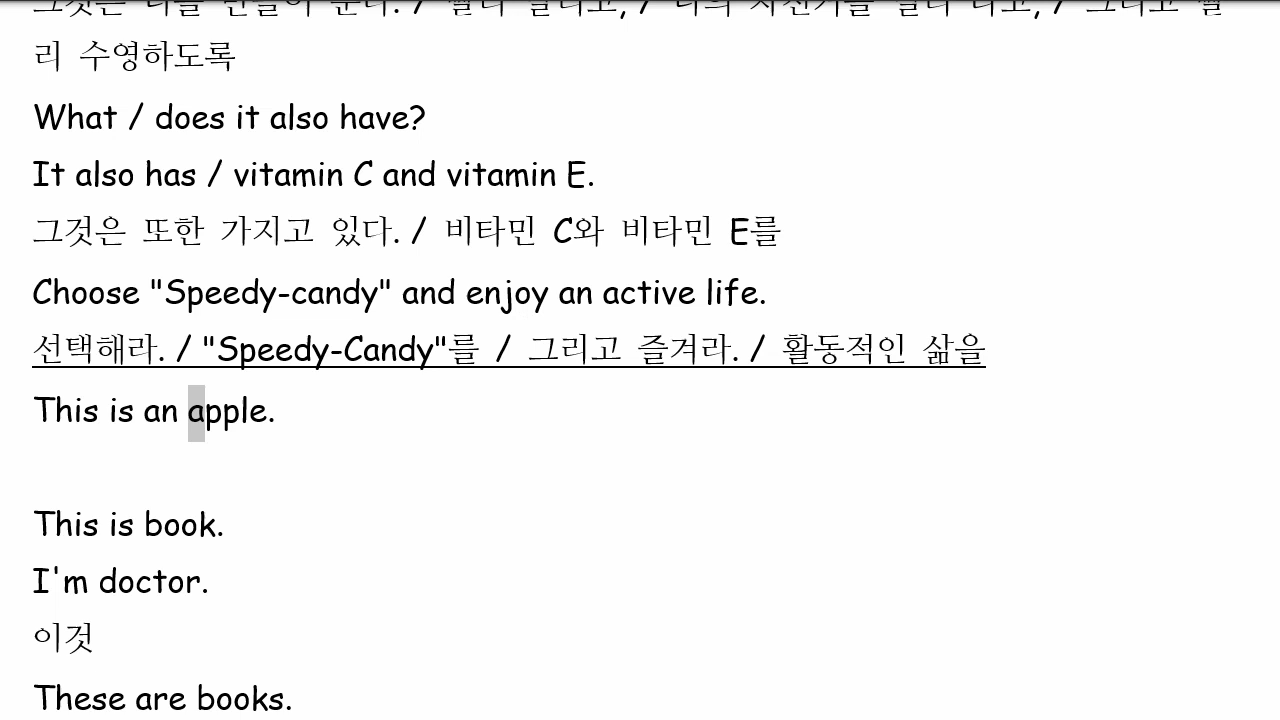 리 수영하도록
What / does it also have?
It also has / vitamin C and vitamin E.
그것은 또한 가지고 있다. / 비타민 C와 비타민 E를
Choose "Speedy-candy" and enjoy an active life.
선택해라. / "Speedy-Candy"를 / 그리고 즐겨라. / 활동적인 삶을
This is an apple.
This is book.
I'm doctor.
이것
These are books.